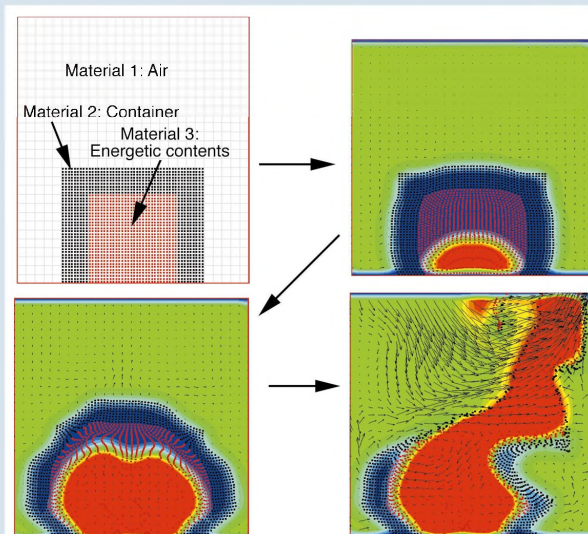 Material 1: Air
Material 2: Container
Material 3:
Energetic contents